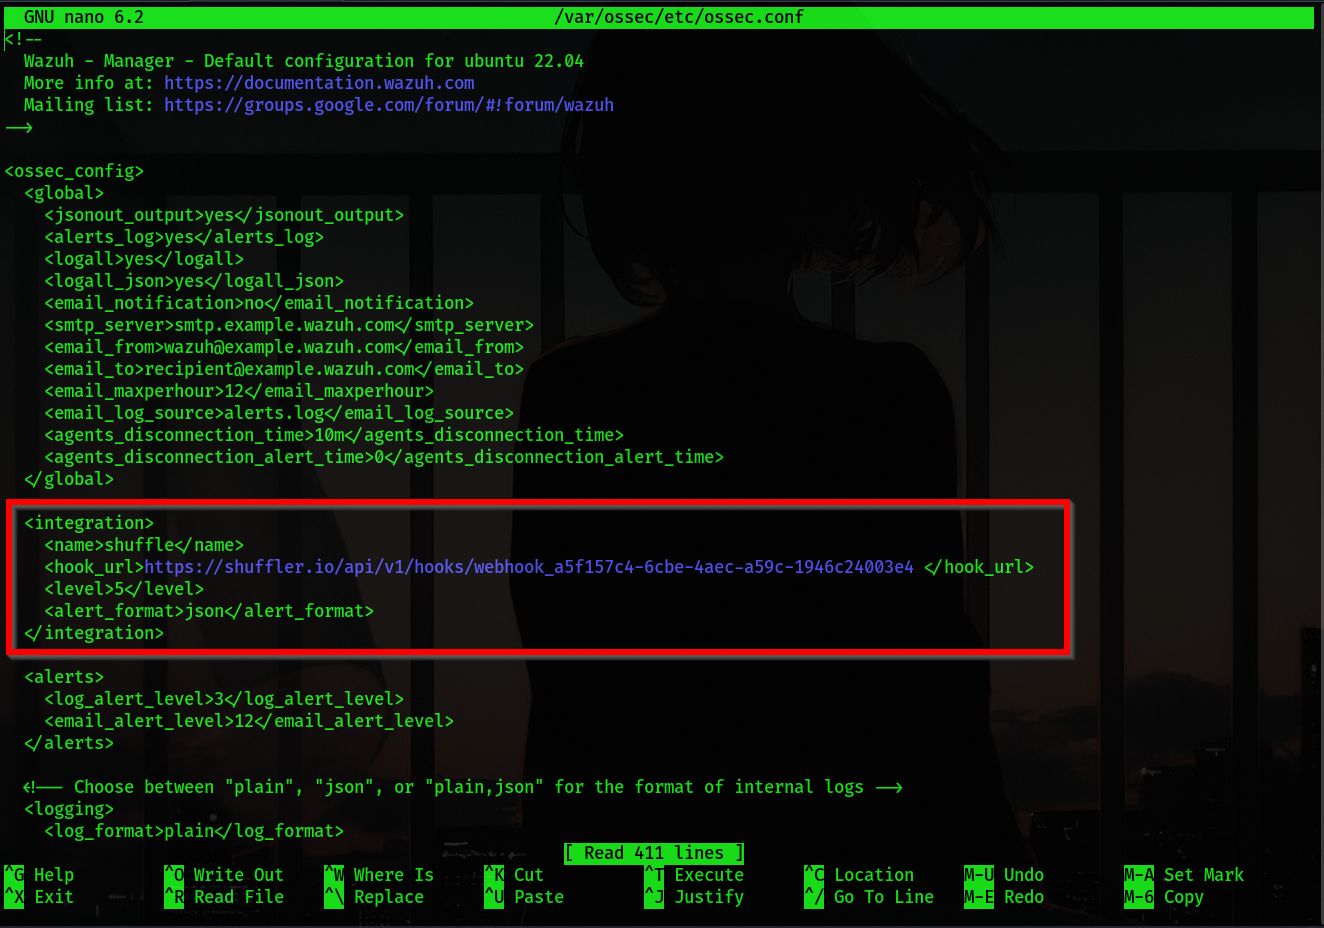 GNU nano 6.2 /var/ossec/etc/ossec.conf
<!--
  Wazuh - Manager - Default configuration for ubuntu 22.04
  More info at: https://documentation.wazuh.com
  Mailing list: https://groups.google.com/forum/#!forum/wazuh
-->
<ossec_config>
  <global>
    <jsonout_output>yes</jsonout_output>
    <alerts_log>yes</alerts_log>
    <logall>yes</logall>
    <logall_json>yes</logall_json>
    <email_notification>no</email_notification>
    <smtp_server>smtp.example.wazuh.com</smtp_server>
    <email_from>wazuh@example.wazuh.com</email_from>
    <email_to>recipient@example.wazuh.com</email_to>
    <email_maxperhour>12</email_maxperhour>
    <email_log_source>alerts.log</email_log_source>
    <agents_disconnection_time>10m</agents_disconnection_time>
    <agents_disconnection_alert_time>0</agents_disconnection_alert_time>
  </global>
  <integration>
    <name>shuffle</name>
    <hook_url>https://shuffler.io/api/v1/hooks/webhook_a5f157c4-6cbe-4aec-a59c-1946c24003e4 </hook_url>
    <level>5</level>
    <alert_format>json</alert_format>
  </integration>
  <alerts>
    <log_alert_level>3</log_alert_level>
    <email_alert_level>12</email_alert_level>
  </alerts>
  <!-- Choose between "plain", "json", or "plain,json" for the format of internal logs -->
  <logging>
    <log_format>plain</log_format>
[ Read 411 lines ]
^G Help ^O Write Out ^W Where Is ^K Cut ^T Execute ^C Location M-U Undo M-A Set Mark
^X Exit ^R Read File ^\ Replace ^U Paste ^J Justify ^/ Go To Line M-E Redo M-6 Copy